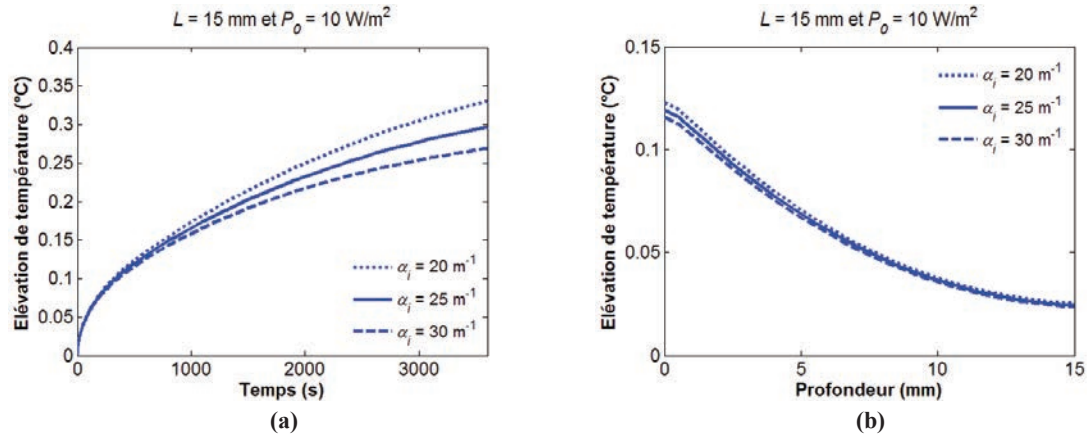 L = 15 mm et P0 = 10 W/m²
Elévation de température (°C)
0.4
0.35
0.3
0.25
0.2
0.15
0.1
0.05
0
0
1000
2000
3000
αi = 20 m-1
αi = 25 m-1
αi = 30 m-1
Temps (s)
(a)
L = 15 mm et P0 = 10 W/m²
Elévation de température (°C)
0.15
0.1
0.05
0
0
5
10
15
αi = 20 m-1
αi = 25 m-1
αi = 30 m-1
Profondeur (mm)
(b)